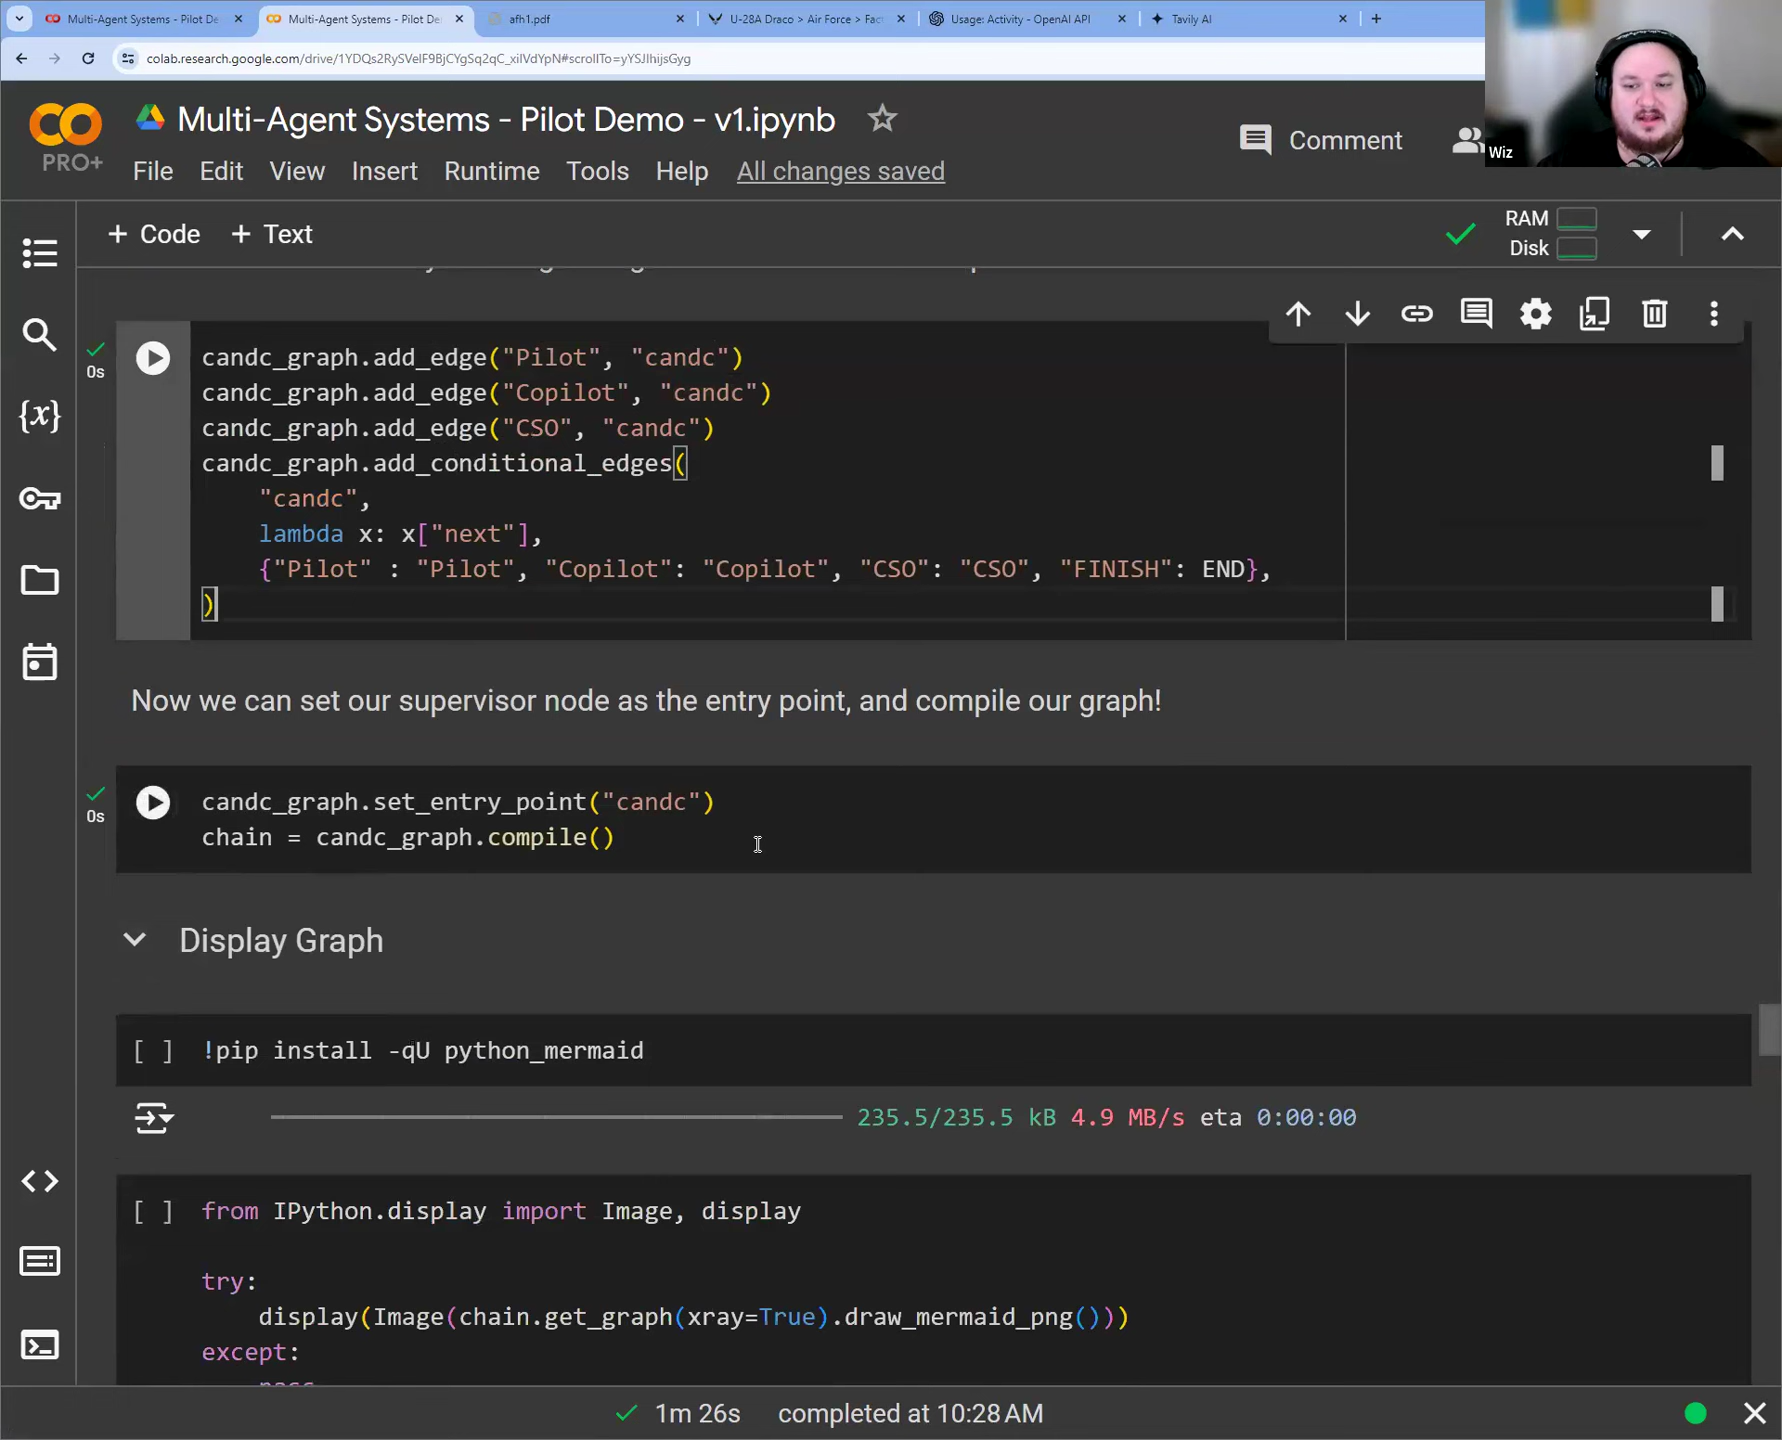 Multi-Agent Systems - Pilot De
Multi-Agent Systems - Pilot De
afh1.pdf
U-28A Draco > Air Force > Fac
Usage: Activity - OpenAI API
Tavily AI
colab.research.google.com/drive/1YDQs2RySVeIF9BjCYgSq2qC_xilVdYpN#scrollTo=yYSJlhijsGyg
CO
PRO+
Multi-Agent Systems - Pilot Demo - v1.ipynb
Comment
Wiz
File Edit View Insert Runtime Tools Help All changes saved
+ Code + Text
RAM
Disk
0s
candc_graph.add_edge("Pilot", "candc")
candc_graph.add_edge("Copilot", "candc")
candc_graph.add_edge("CSO", "candc")
candc_graph.add_conditional_edges(
    "candc",
    lambda x: x["next"],
    {"Pilot" : "Pilot", "Copilot": "Copilot", "CSO": "CSO", "FINISH": END},
)
Now we can set our supervisor node as the entry point, and compile our graph!
0s
candc_graph.set_entry_point("candc")
chain = candc_graph.compile()
Display Graph
[ ] !pip install -qU python_mermaid
235.5/235.5 kB 4.9 MB/s eta 0:00:00
[ ] from IPython.display import Image, display
try:
    display(Image(chain.get_graph(xray=True).draw_mermaid_png()))
except:
1m 26s completed at 10:28 AM